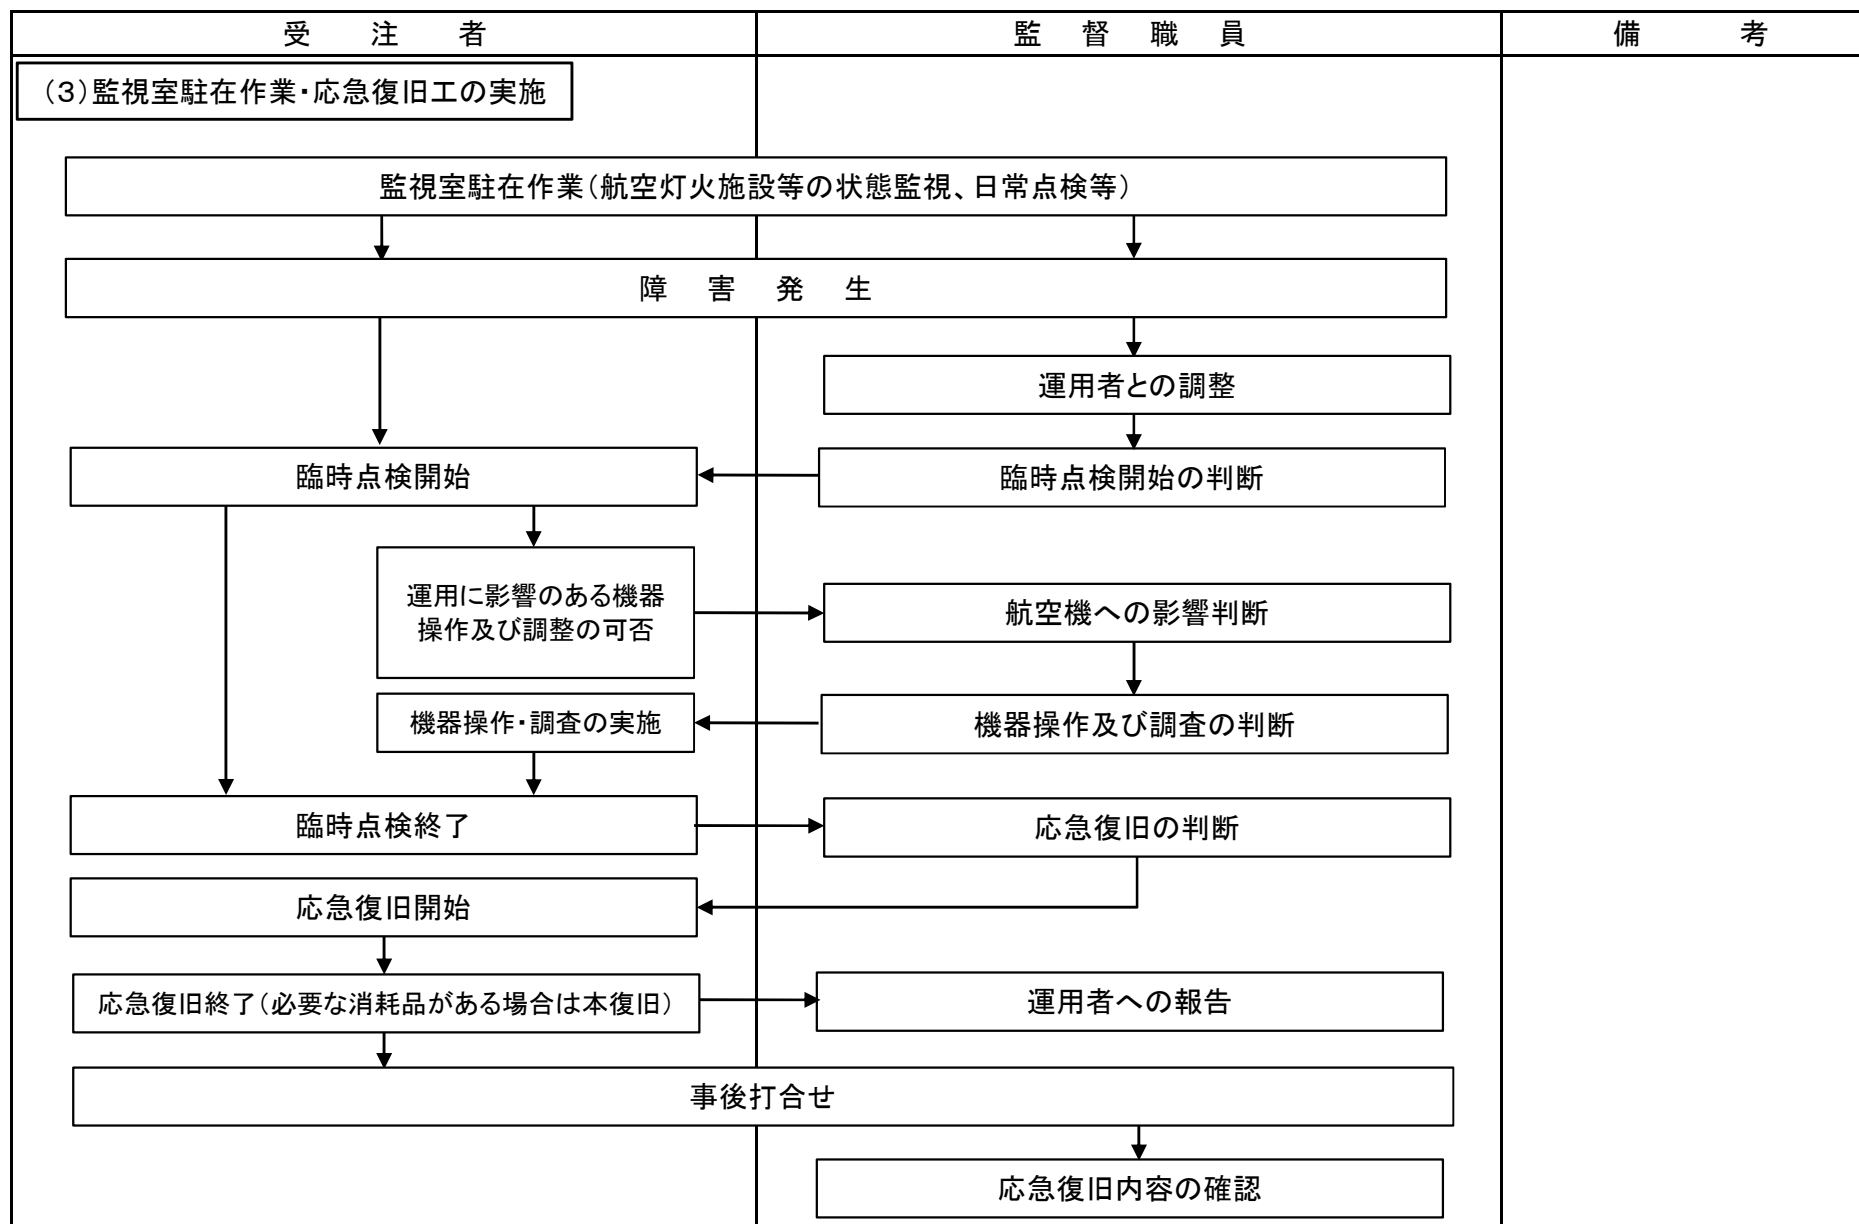 受　注　者
監　督　職　員
備　考
（３）監視室駐在作業・応急復旧工の実施
監視室駐在作業（航空灯火施設等の状態監視、日常点検等）
障　害　発　生
運用者との調整
臨時点検開始
臨時点検開始の判断
運用に影響のある機器
操作及び調整の可否
航空機への影響判断
機器操作・調査の実施
機器操作及び調査の判断
臨時点検終了
応急復旧の判断
応急復旧開始
応急復旧終了（必要な消耗品がある場合は本復旧）
運用者への報告
事後打合せ
応急復旧内容の確認